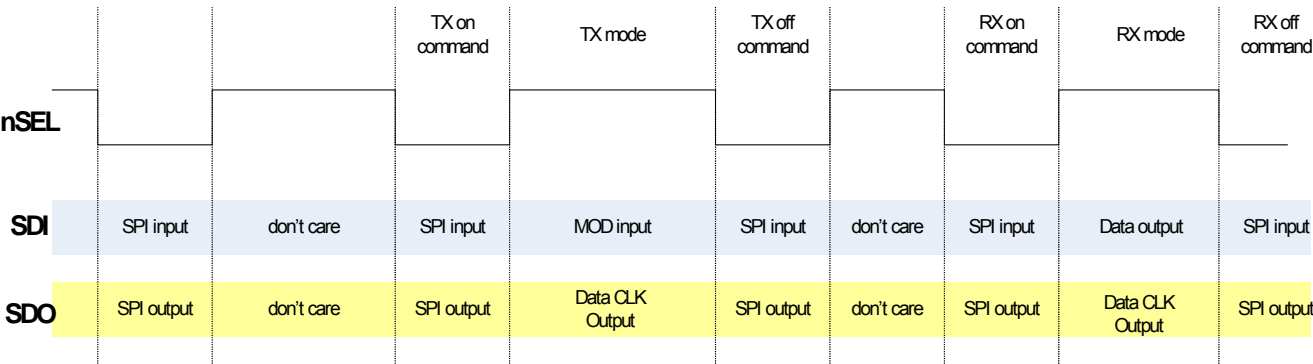 TX on
command
TX mode
TX off
command
RX on
command
RX mode
RX off
command
nSEL
SDI
SPI input
don't care
SPI input
MOD input
SPI input
don't care
SPI input
Data output
SPI input
SDO
SPI output
don't care
SPI output
Data CLK
Output
SPI output
don't care
SPI output
Data CLK
Output
SPI output